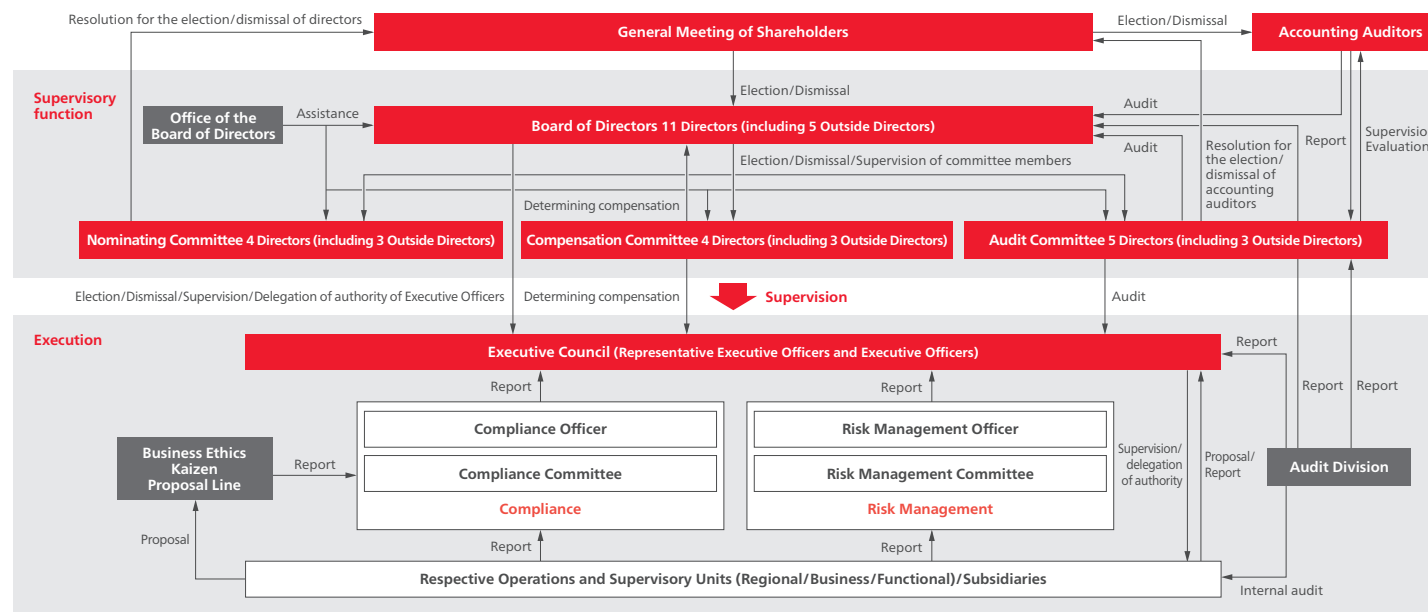 Resolution for the election/dismissal of directors
General Meeting of Shareholders
Election/Dismissal
Accounting Auditors
Supervisory
function
Election/Dismissal
Office of the
Board of Directors
Assistance
Board of Directors 11 Directors (including 5 Outside Directors)
Audit
Audit
Resolution for
the election/
dismissal of
accounting
auditors
Report
Supervision
Evaluation
Election/Dismissal/Supervision of committee members
Determining compensation
Nominating Committee 4 Directors (including 3 Outside Directors)
Compensation Committee 4 Directors (including 3 Outside Directors)
Audit Committee 5 Directors (including 3 Outside Directors)
Election/Dismissal/Supervision/Delegation of authority of Executive Officers
Determining compensation
Supervision
Audit
Execution
Executive Council (Representative Executive Officers and Executive Officers)
Report
Report
Report
Report
Report
Compliance Officer
Risk Management Officer
Business Ethics
Kaizen
Proposal Line
Report
Compliance Committee
Risk Management Committee
Supervision/
delegation
of authority
Proposal/
Report
Audit Division
Compliance
Risk Management
Proposal
Report
Report
Respective Operations and Supervisory Units (Regional/Business/Functional)/Subsidiaries
Internal audit